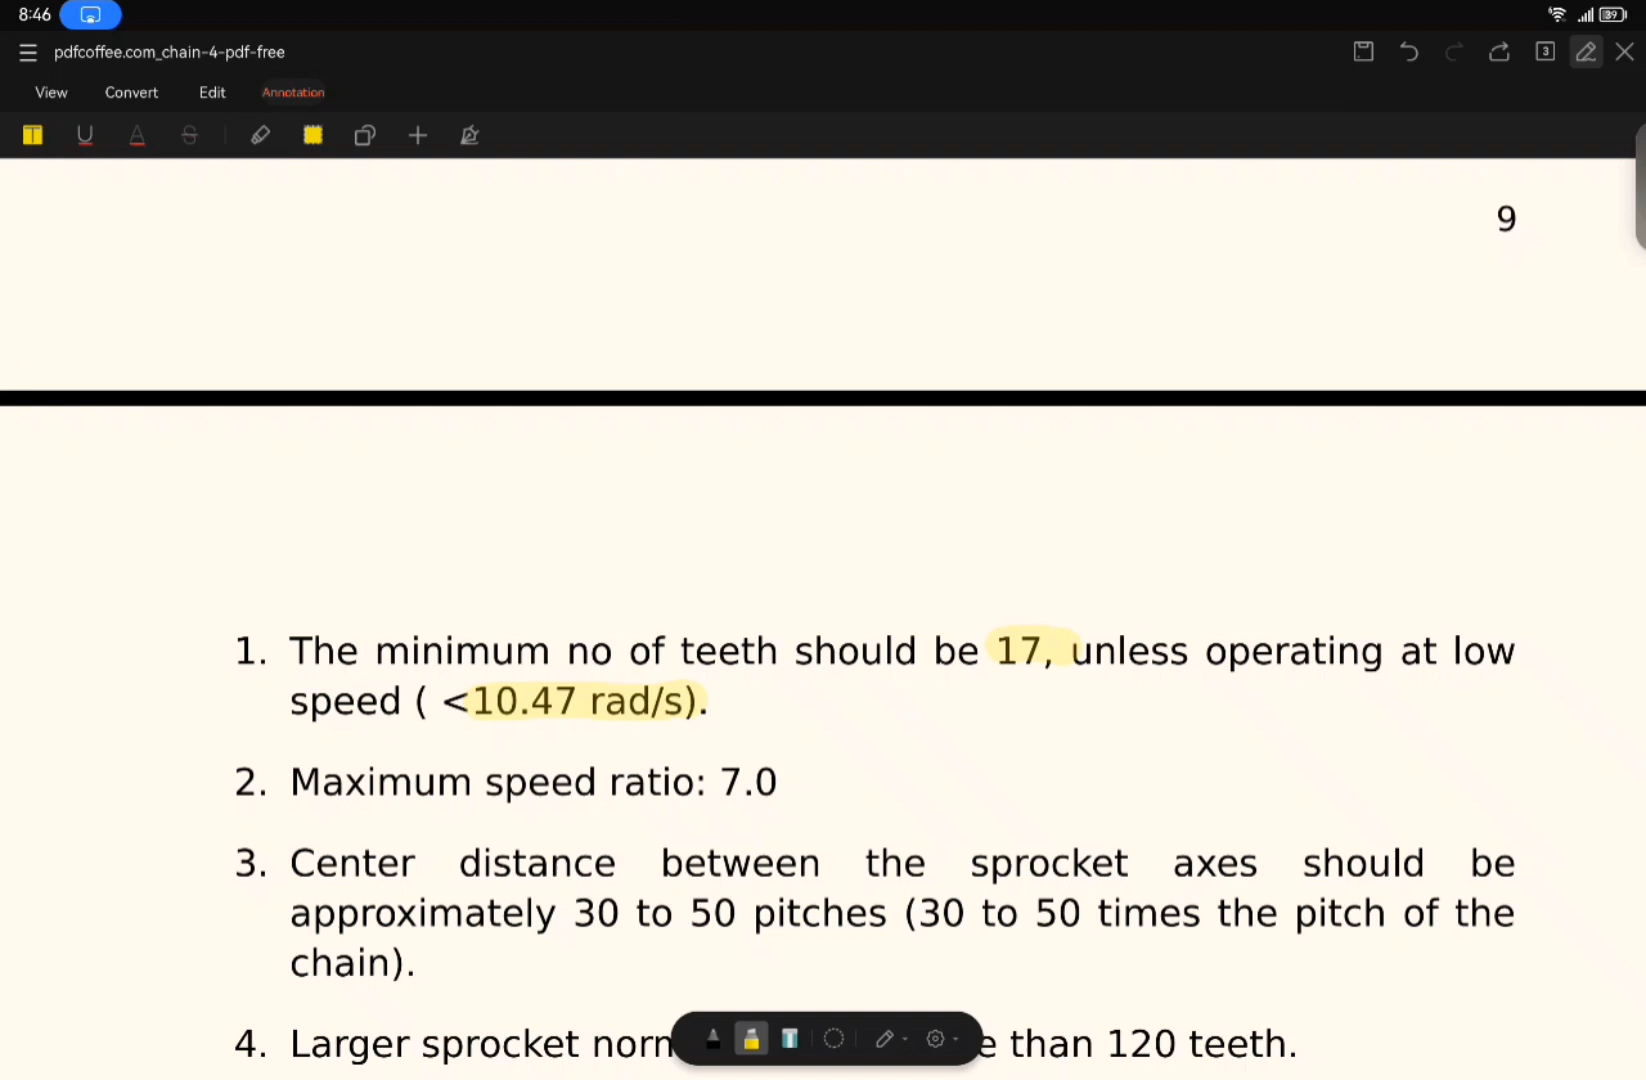 8:46
39
pdfcoffee.com_chain-4-pdf-free
3
View Convert Edit Annotation
9
1. The minimum no of teeth should be 17, unless operating at low
speed ( <10.47 rad/s).
2. Maximum speed ratio: 7.0
3. Center distance between the sprocket axes should be
approximately 30 to 50 pitches (30 to 50 times the pitch of the
chain).
4. Larger sprocket than 120 teeth.